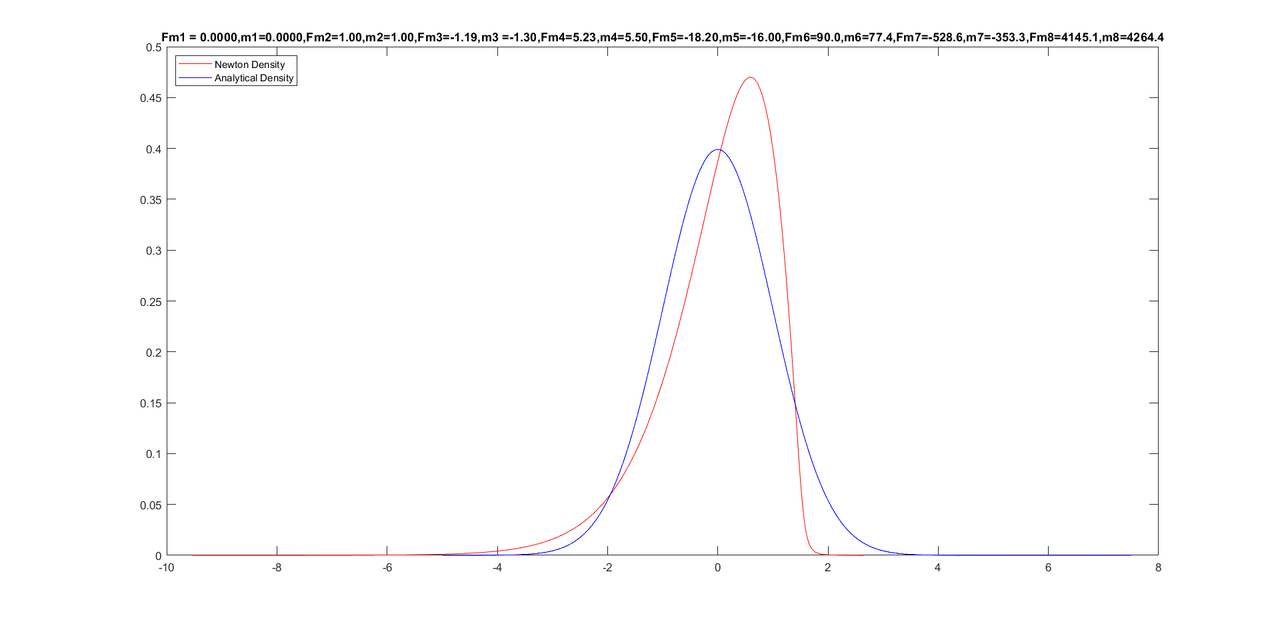 Fm1 = 0.0000,m1=0.0000,Fm2=1.00,m2=1.00,Fm3=-1.19,m3 =-1.30,Fm4=5.23,m4=5.50,Fm5=-18.20,m5=-16.00,Fm6=90.0,m6=77.4,Fm7=-528.6,m7=-353.3,Fm8=4145.1,m8=4264.4
Newton Density
Analytical Density
0.5
0.45
0.4
0.35
0.3
0.25
0.2
0.15
0.1
0.05
0
-10 -8 -6 -4 -2 0 2 4 6 8